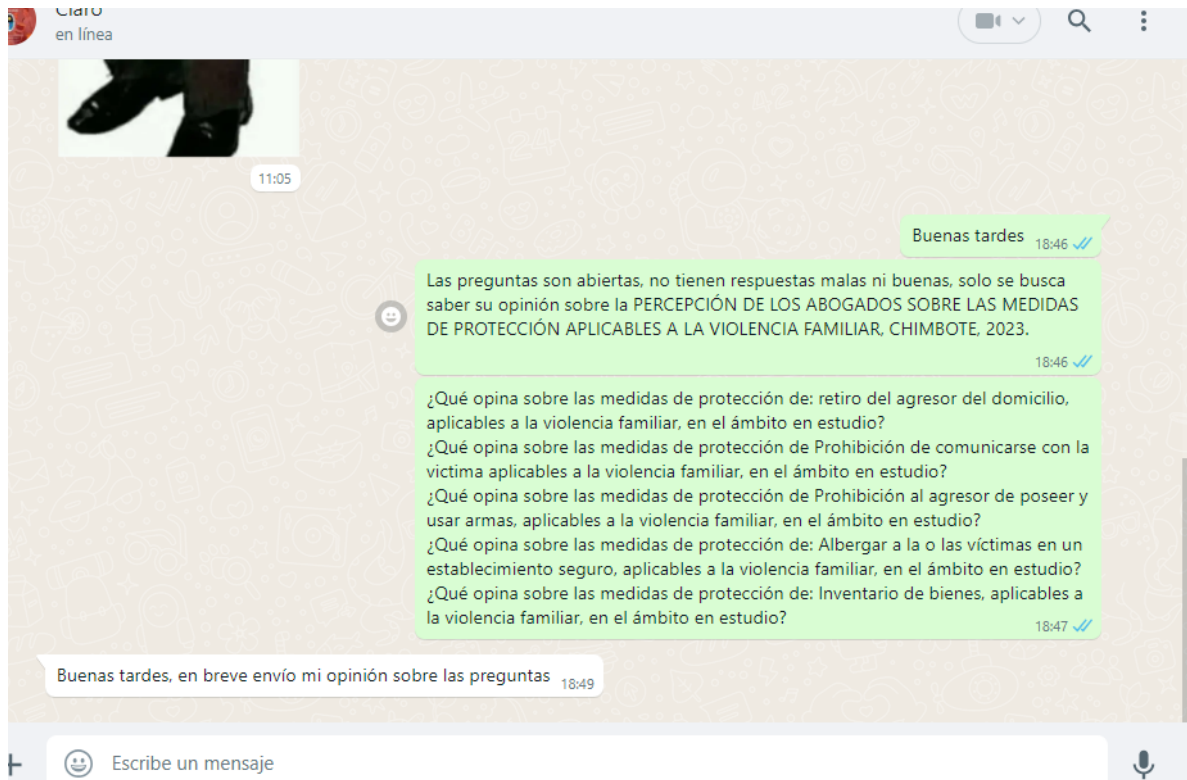 Claro
en línea
11:05
Buenas tardes 18:46
Las preguntas son abiertas, no tienen respuestas malas ni buenas, solo se busca
saber su opinión sobre la PERCEPCIÓN DE LOS ABOGADOS SOBRE LAS MEDIDAS
DE PROTECCIÓN APLICABLES A LA VIOLENCIA FAMILIAR, CHIMBOTE, 2023.
18:46
¿Qué opina sobre las medidas de protección de: retiro del agresor del domicilio,
aplicables a la violencia familiar, en el ámbito en estudio?
¿Qué opina sobre las medidas de protección de Prohibición de comunicarse con la
victima aplicables a la violencia familiar, en el ámbito en estudio?
¿Qué opina sobre las medidas de protección de Prohibición al agresor de poseer y
usar armas, aplicables a la violencia familiar, en el ámbito en estudio?
¿Qué opina sobre las medidas de protección de: Albergar a la o las víctimas en un
establecimiento seguro, aplicables a la violencia familiar, en el ámbito en estudio?
¿Qué opina sobre las medidas de protección de: Inventario de bienes, aplicables a
la violencia familiar, en el ámbito en estudio?
18:47
Buenas tardes, en breve envío mi opinión sobre las preguntas 18:49
Escribe un mensaje